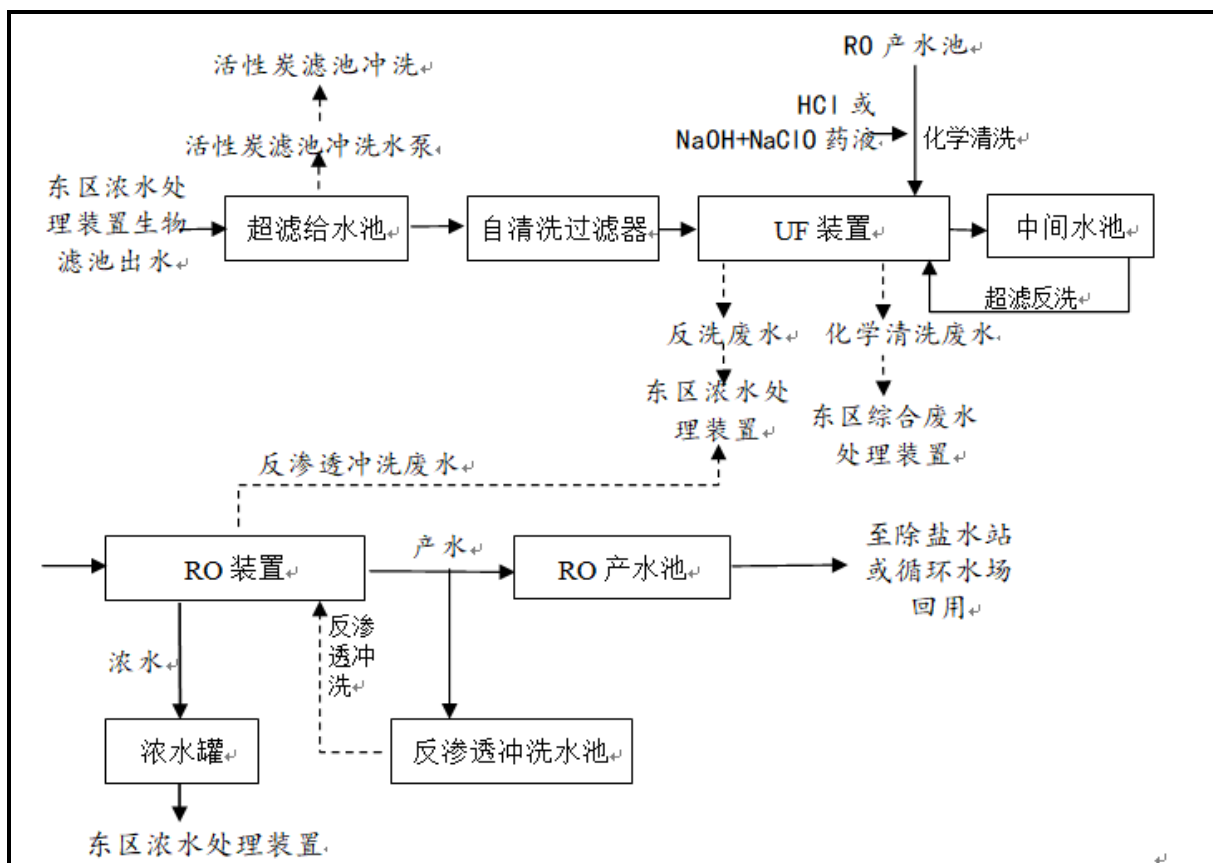 RO 产水池
活性炭滤池冲洗
HCl 或
NaOH+NaClO 药液
化学清洗
活性炭滤池冲洗水泵
东区浓水处
理装置生物
滤池出水
超滤给水池
自清洗过滤器
UF 装置
中间水池
超滤反洗
反洗废水
化学清洗废水
东区浓水处
理装置
东区综合废水
处理装置
反渗透冲洗废水
RO 装置
产水
RO 产水池
至除盐水站
或循环水场
回用
反渗
透冲
洗
浓水
浓水罐
反渗透冲洗水池
东区浓水处理装置